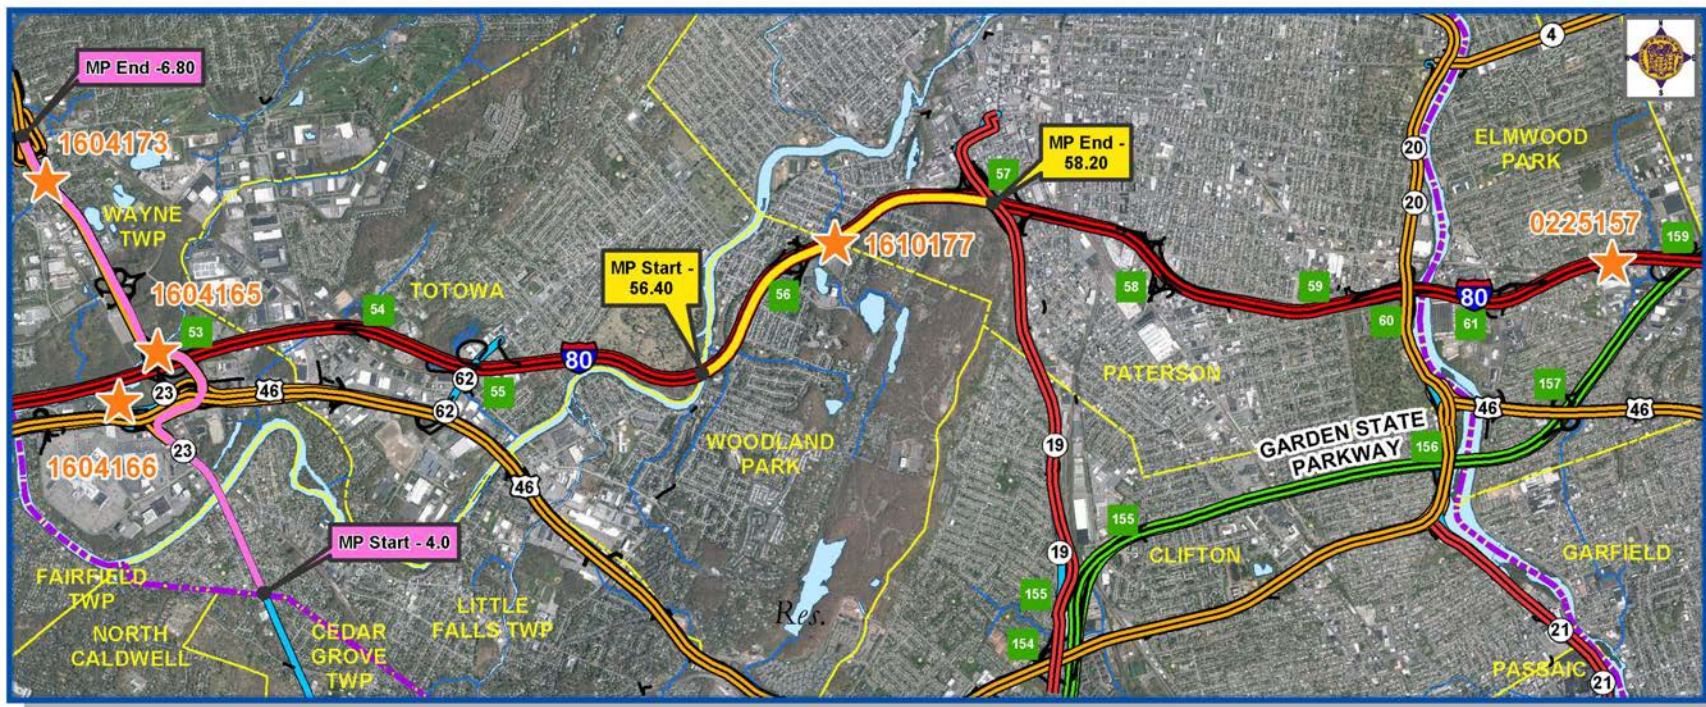 MP End -6.80
1604173
WAYNE
TWP
1604165
53
54
TOTOWA
MP Start -
56.40
80
62
55
62
23
46
23
1604166
46
MP Start - 4.0
FAIRFIELD
TWP
NORTH
CALDWELL
CEDAR
GROVE
TWP
LITTLE
FALLS TWP
WOODLAND
PARK
Res.
56
1610177
57
MP End -
58.20
58
59
PATERSON
19
19
155
155
154
CLIFTON
GARDEN STATE
PARKWAY
156
157
46
46
60
61
80
20
20
4
ELMWOOD
PARK
0225157
159
GARFIELD
21
PASSAIC
21